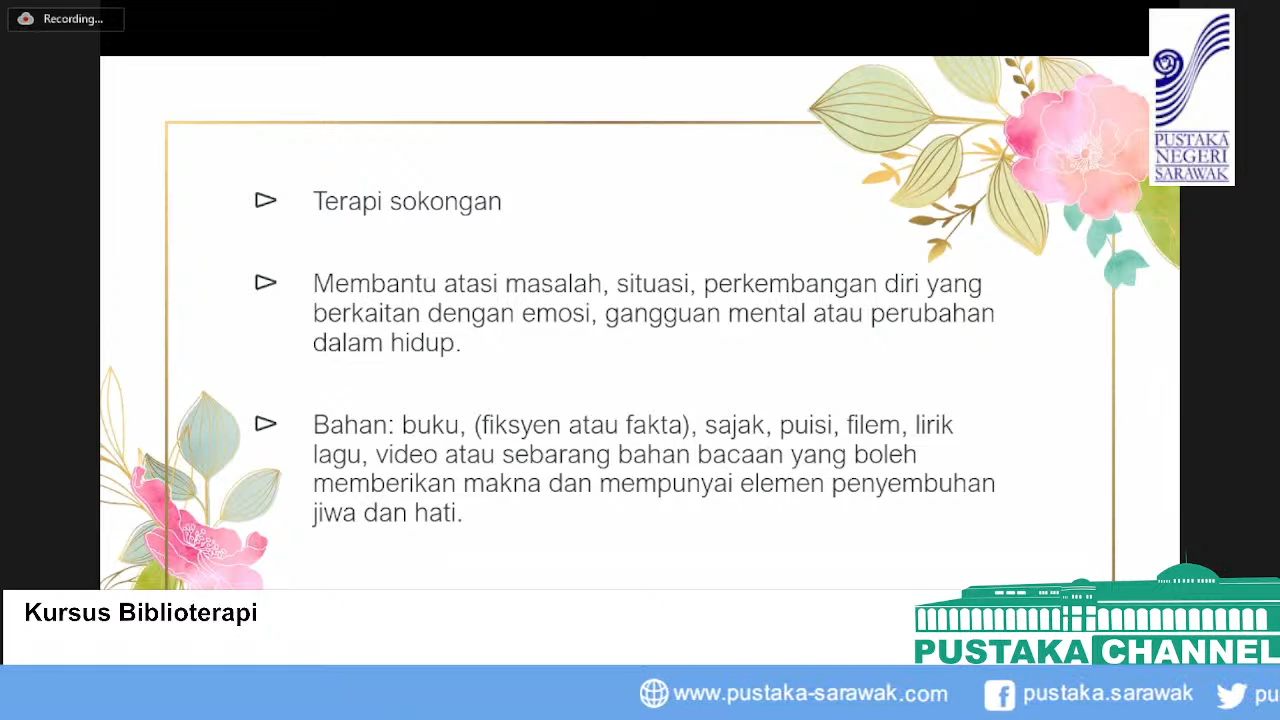 Recording...
PUSTAKA
NEGERI
SARAWAK
Terapi sokongan
Membantu atasi masalah, situasi, perkembangan diri yang
berkaitan dengan emosi, gangguan mental atau perubahan
dalam hidup.
Bahan: buku, (fiksyen atau fakta), sajak, puisi, filem, lirik
lagu, video atau sebarang bahan bacaan yang boleh
memberikan makna dan mempunyai elemen penyembuhan
jiwa dan hati.
Kursus Biblioterapi
PUSTAKA CHANNEL
www.pustaka-sarawak.com pustaka.sarawak pu